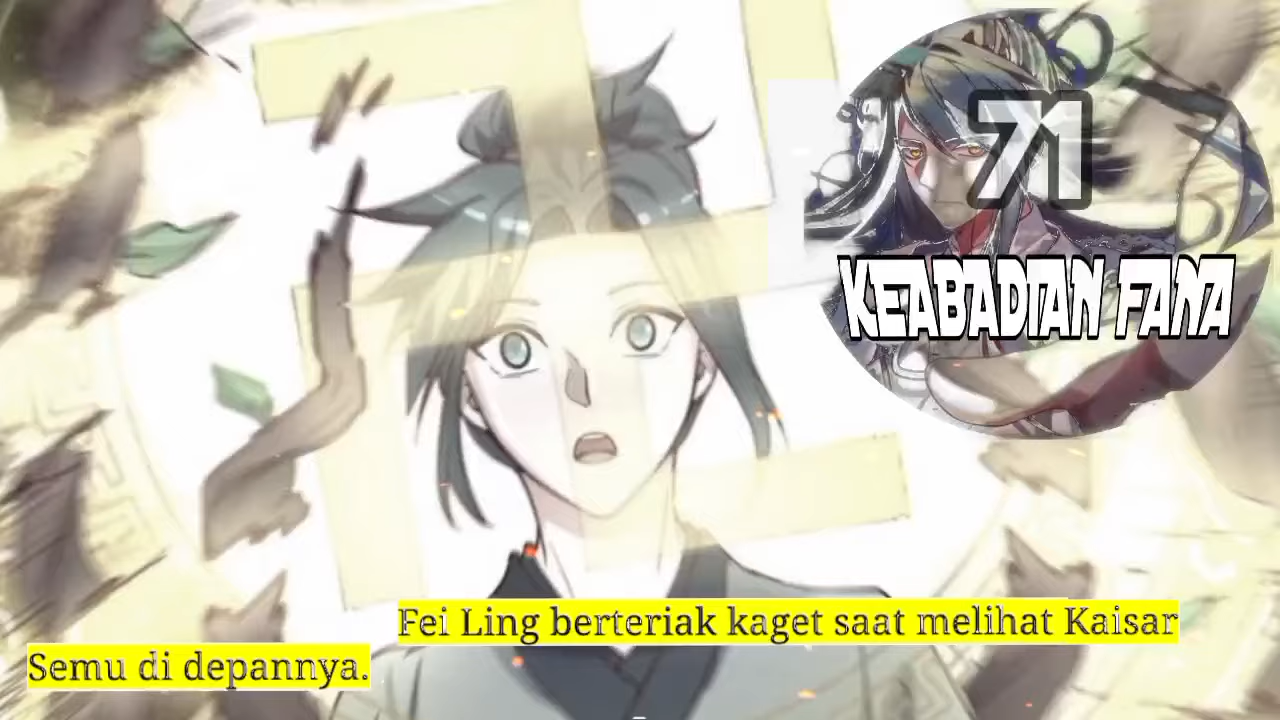 71
KEABADIAN FANA
Fei Ling berteriak kaget saat melihat Kaisar
Semu di depannya.